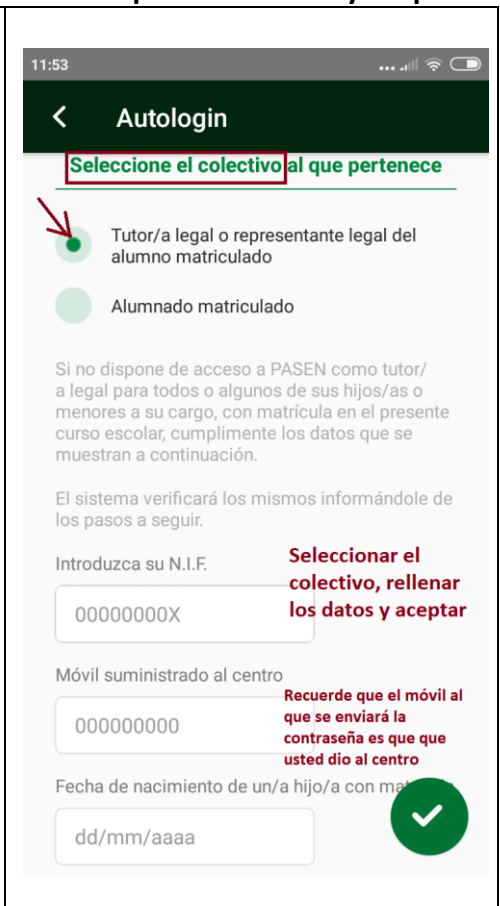 11:53
Autologin
Seleccione el colectivo al que pertenece
Tutor/a legal o representante legal del
alumno matriculado
Alumnado matriculado
Si no dispone de acceso a PASEN como tutor/
a legal para todos o algunos de sus hijos/as o
menores a su cargo, con matrícula en el presente
curso escolar, cumplimente los datos que se
muestran a continuación.
El sistema verificará los mismos informándole de
los pasos a seguir.
Introduzca su N.I.F.
Seleccionar el
colectivo, rellenar
los datos y aceptar
00000000X
Móvil suministrado al centro
Recuerde que el móvil al
que se enviará la
contraseña es que que
usted dio al centro
000000000
Fecha de nacimiento de un/a hijo/a con
dd/mm/aaaa